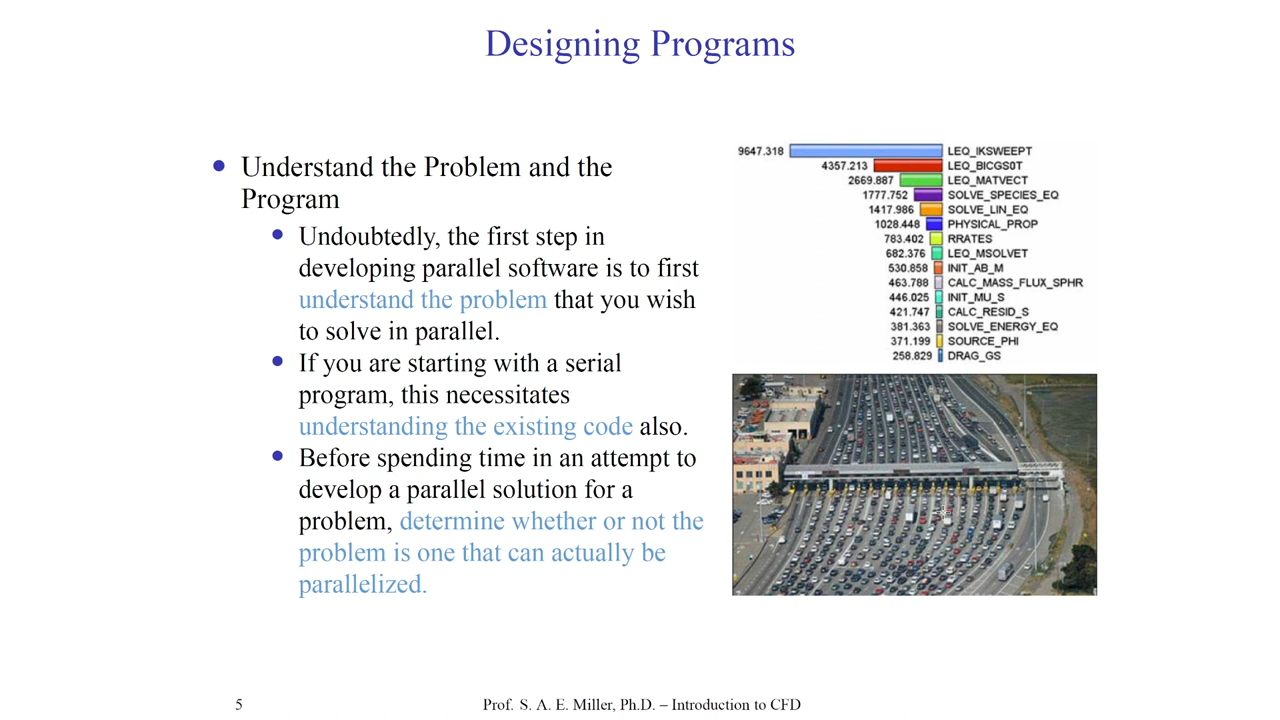 Designing Programs
Understand the Problem and the
Program
Undoubtedly, the first step in
developing parallel software is to first
understand the problem that you wish
to solve in parallel.
If you are starting with a serial
program, this necessitates
understanding the existing code also.
Before spending time in an attempt to
develop a parallel solution for a
problem, determine whether or not the
problem is one that can actually be
parallelized.
9647.318 LEQ_IKSWEEPT
4357.213 LEQ_BICGS0T
2669.887 LEQ_MATVECT
1777.752 SOLVE_SPECIES_EQ
1417.986 SOLVE_LIN_EQ
1028.448 PHYSICAL_PROP
783.402 RRATES
682.376 LEQ_MSOLVET
530.858 INIT_AB_M
463.788 CALC_MASS_FLUX_SPHR
446.025 INIT_MU_S
421.747 CALC_RESID_S
381.363 SOLVE_ENERGY_EQ
371.199 SOURCE_PHI
258.829 DRAG_GS
5 Prof. S. A. E. Miller, Ph.D. – Introduction to CFD